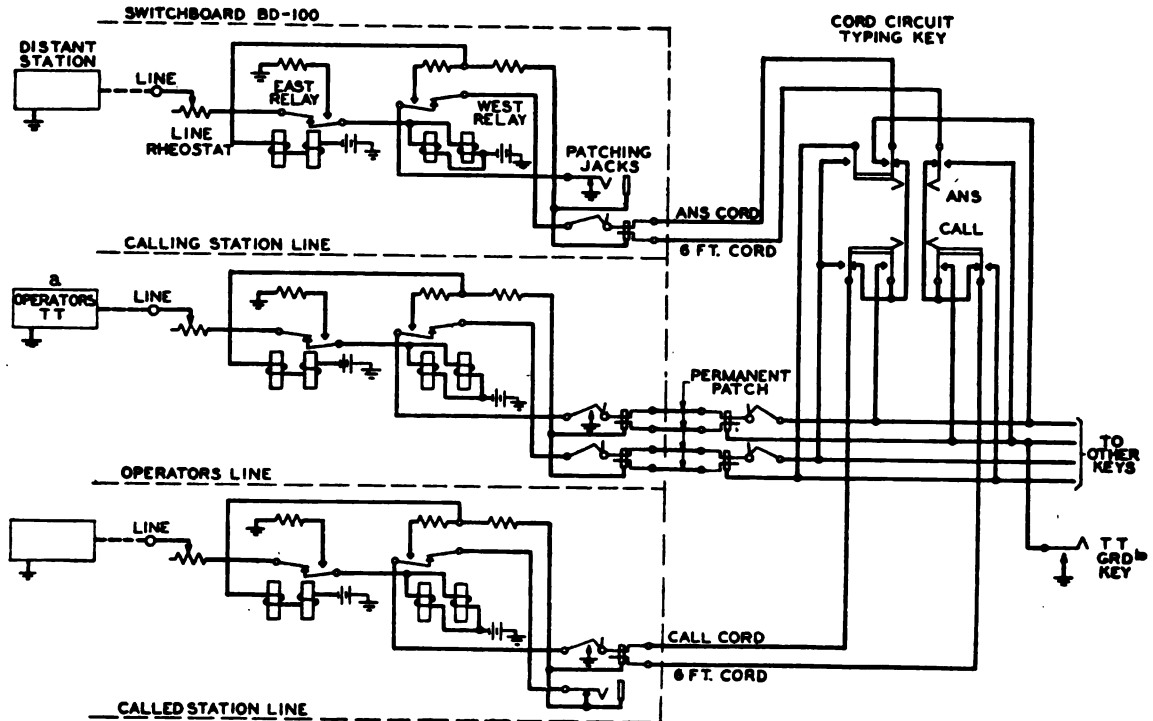 SWITCHBOARD BD-100
CORD CIRCUIT
TYPING KEY
DISTANT
STATION
LINE
EAST
RELAY
LINE
RHEOSTAT
WEST
RELAY
PATCHING
JACKS
ANS CORD
6 FT. CORD
ANS
CALL
CALLING STATION LINE
a
OPERATORS
TT
LINE
PERMANENT
PATCH
TO
OTHER
KEYS
OPERATORS LINE
LINE
TT
GRD b
KEY
CALL CORD
6 FT. CORD
CALLED STATION LINE